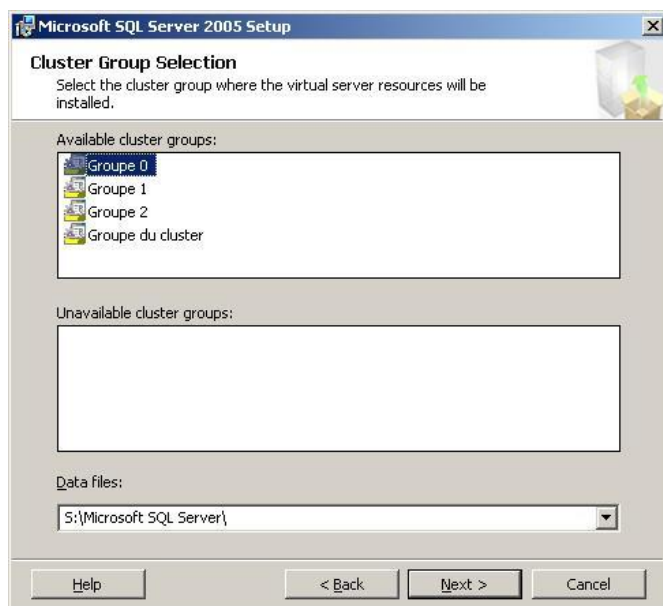 Microsoft SQL Server 2005 Setup
Cluster Group Selection
Select the cluster group where the virtual server resources will be
installed.
Available cluster groups:
Groupe 0
Groupe 1
Groupe 2
Groupe du cluster
Unavailable cluster groups:
Data files:
S:\Microsoft SQL Server\
Help
< Back
Next >
Cancel